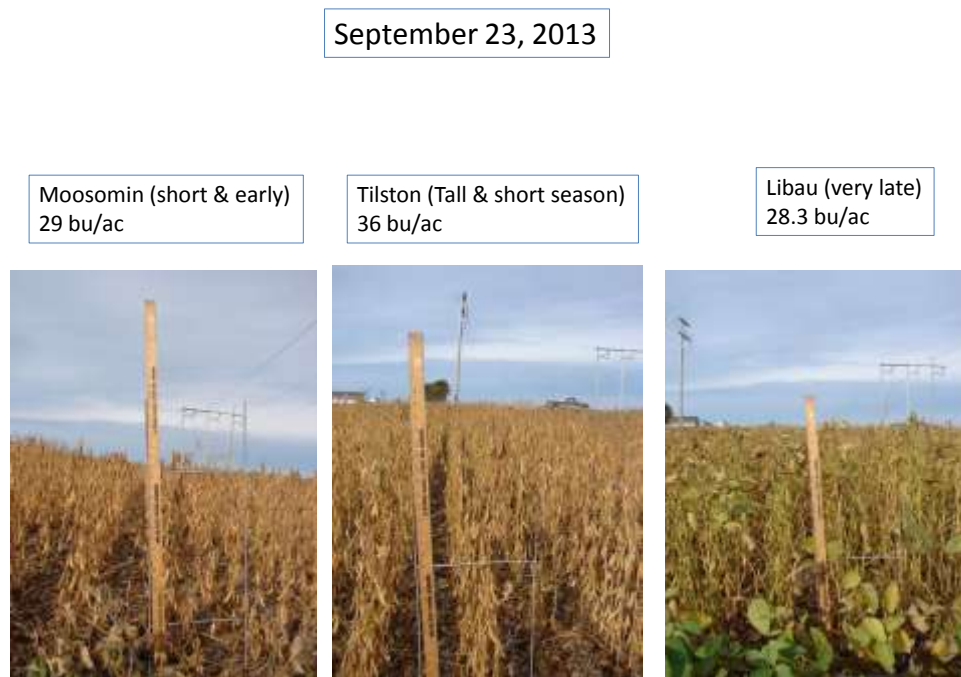 September 23, 2013
Moosomin (short & early)
29 bu/ac
Tilston (Tall & short season)
36 bu/ac
Libau (very late)
28.3 bu/ac